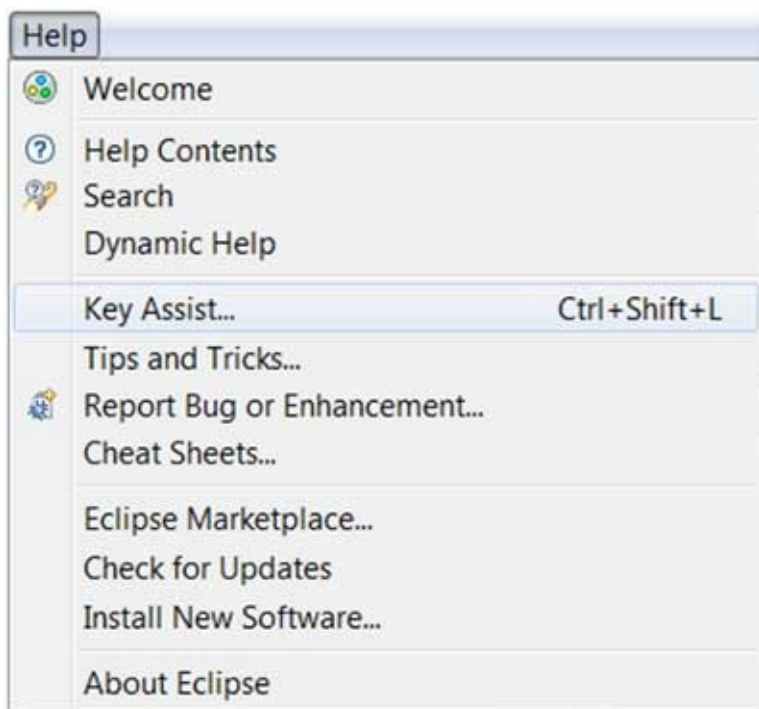 Help
Welcome
Help Contents
Search
Dynamic Help
Key Assist... Ctrl+Shift+L
Tips and Tricks...
Report Bug or Enhancement...
Cheat Sheets...
Eclipse Marketplace...
Check for Updates
Install New Software...
About Eclipse